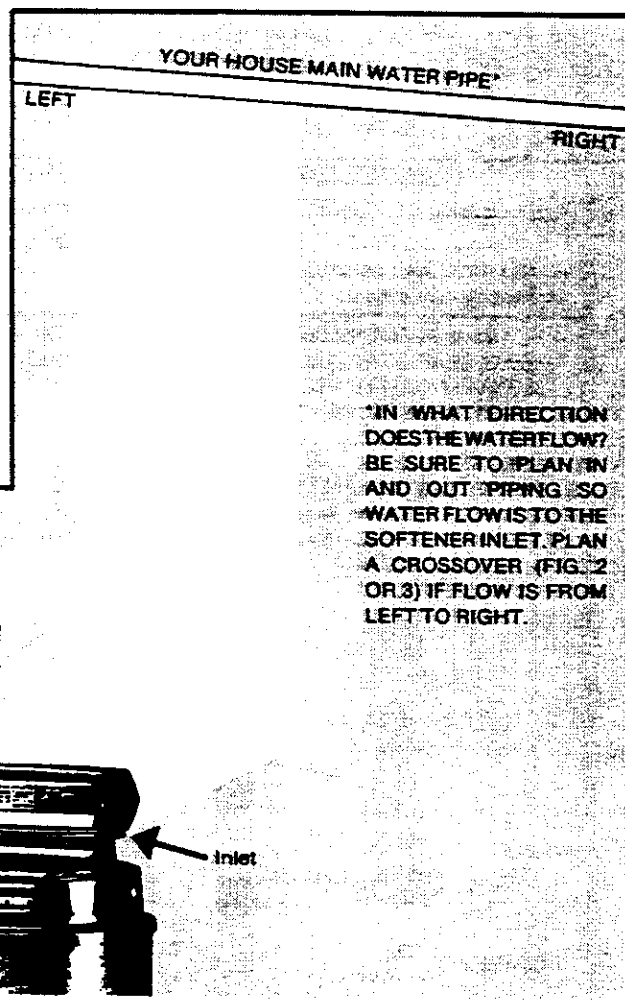 YOUR HOUSE MAIN WATER PIPE*
LEFT
RIGHT
*IN WHAT DIRECTION
DOES THE WATER FLOW?
BE SURE TO PLAN IN
AND OUT PIPING SO
WATER FLOW IS TO THE
SOFTENER INLET. PLAN
A CROSSOVER (FIG. 2
OR 3) IF FLOW IS FROM
LEFT TO RIGHT.
Inlet